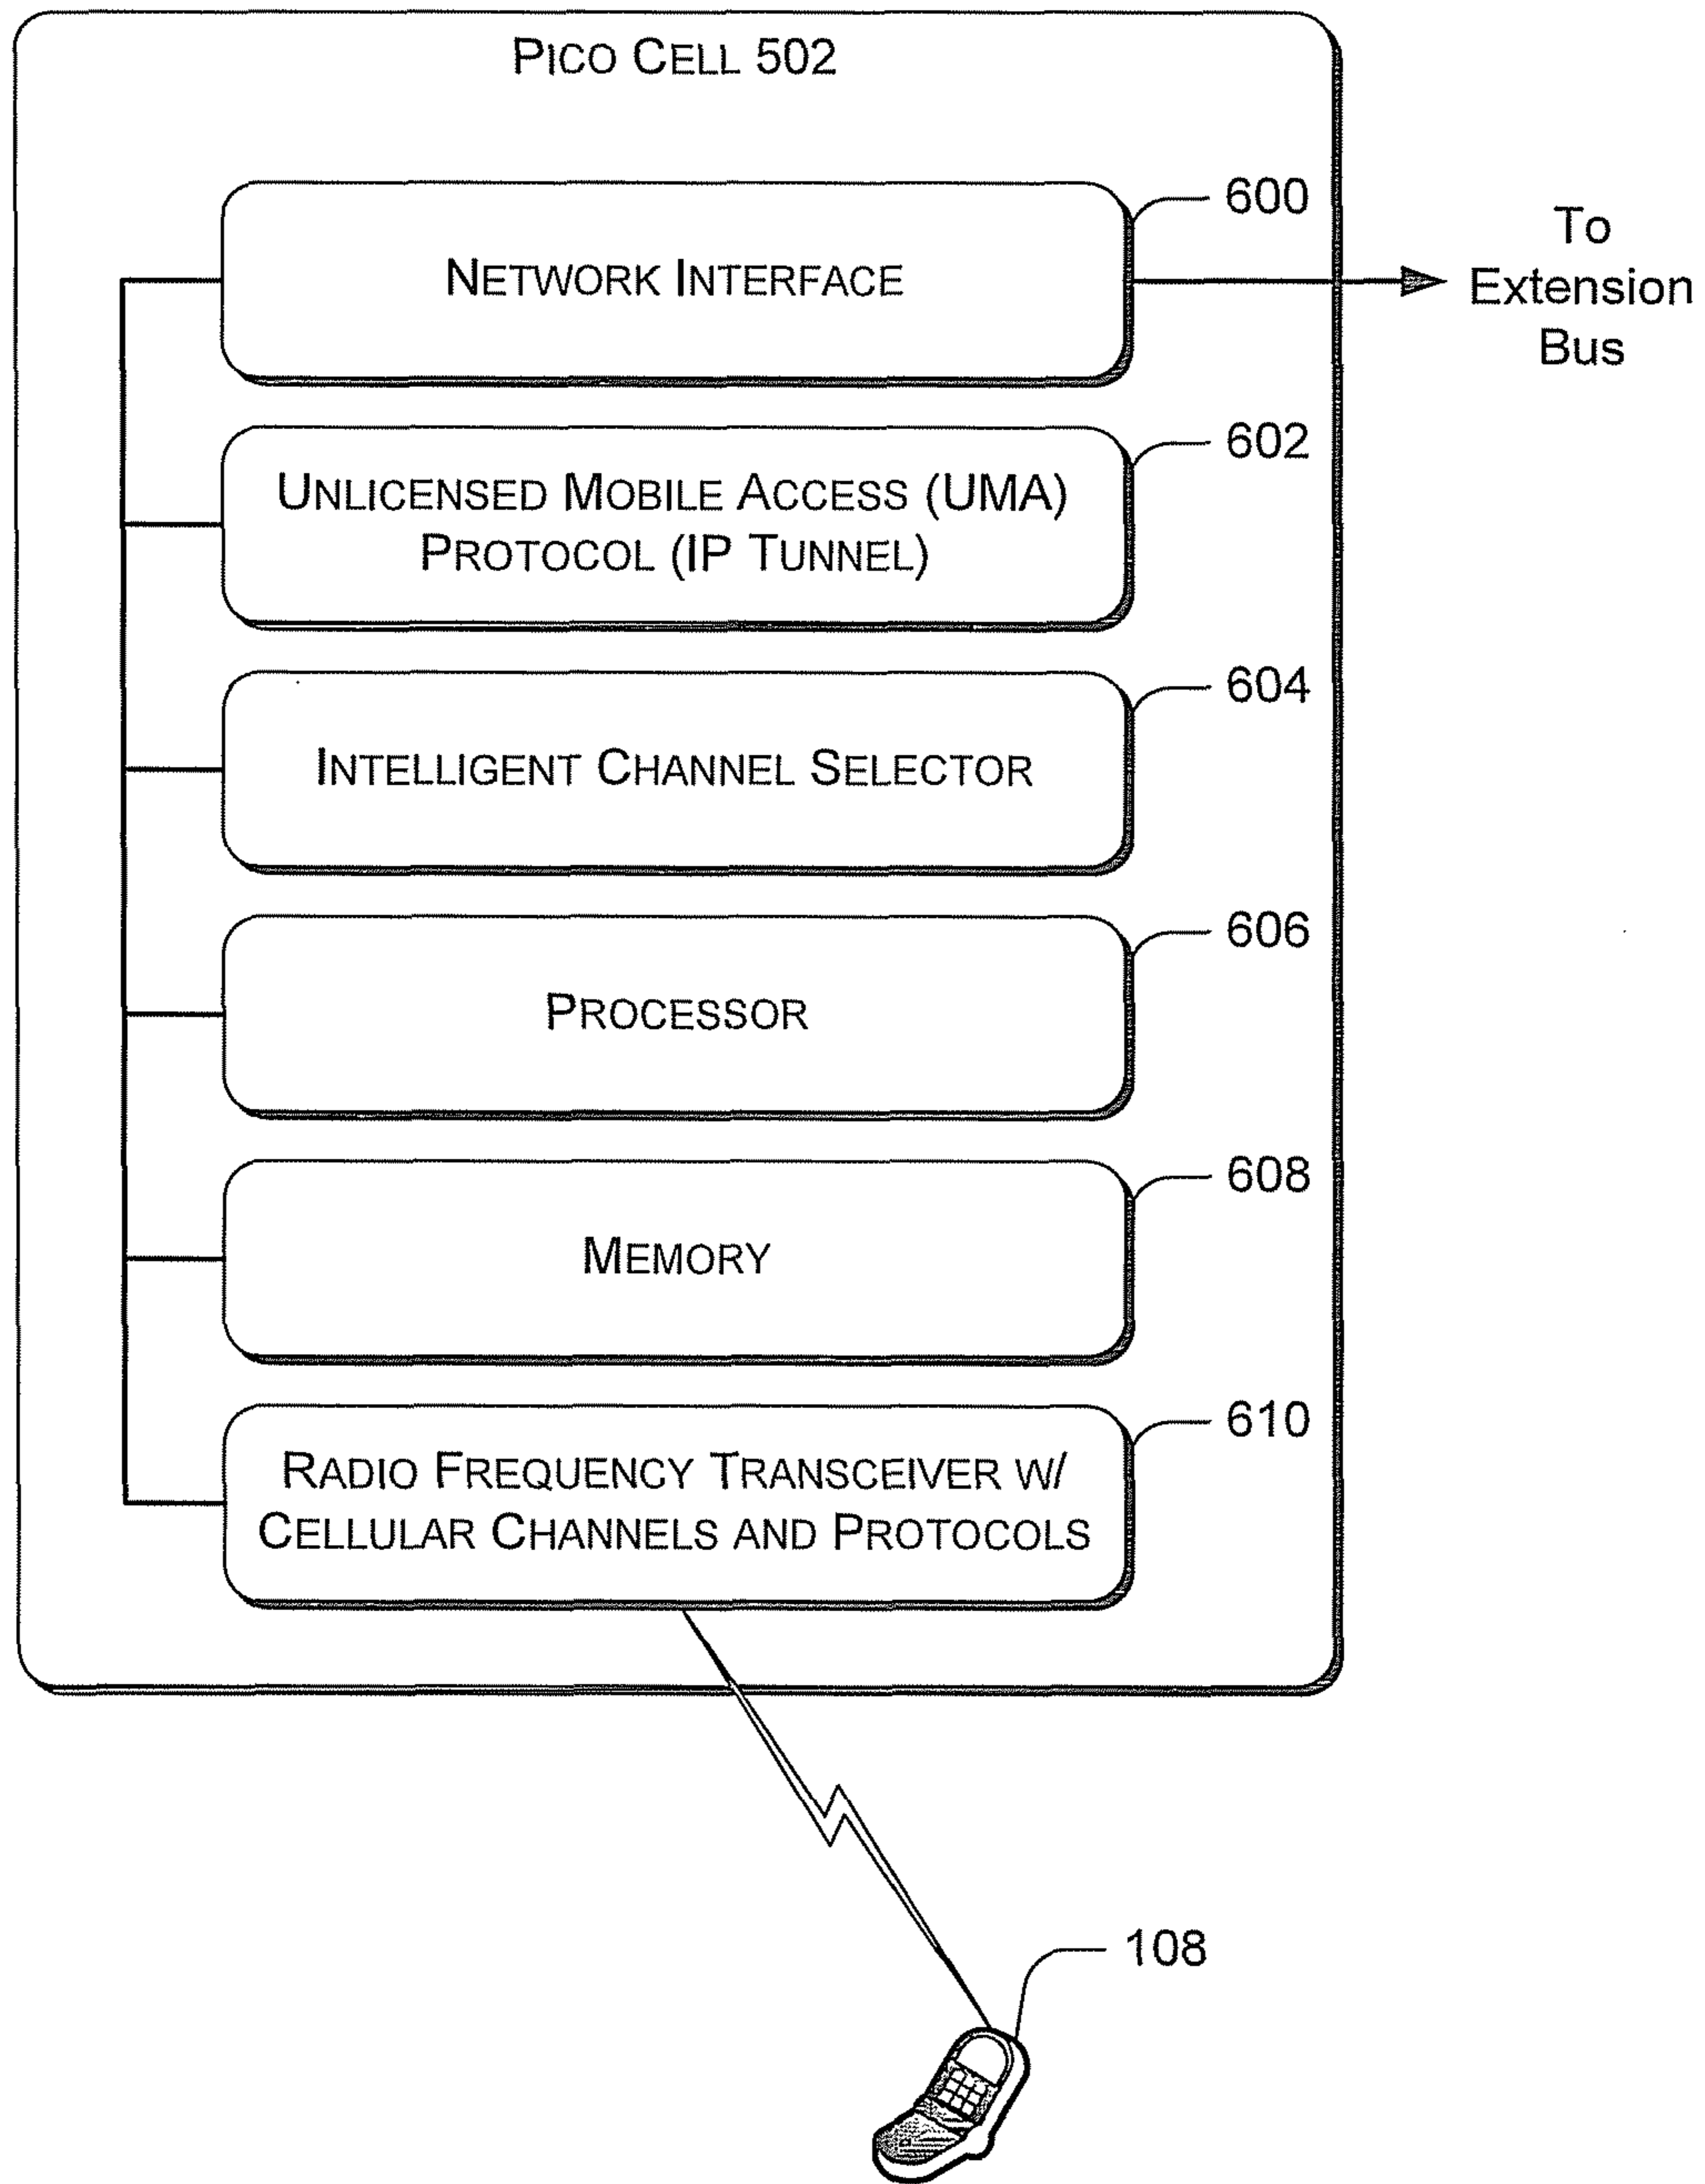 PICO CELL 502
600
NETWORK INTERFACE
To
Extension
Bus
602
UNLICENSED MOBILE ACCESS (UMA)
PROTOCOL (IP TUNNEL)
604
INTELLIGENT CHANNEL SELECTOR
606
PROCESSOR
608
MEMORY
610
RADIO FREQUENCY TRANSCEIVER W/
CELLULAR CHANNELS AND PROTOCOLS
108